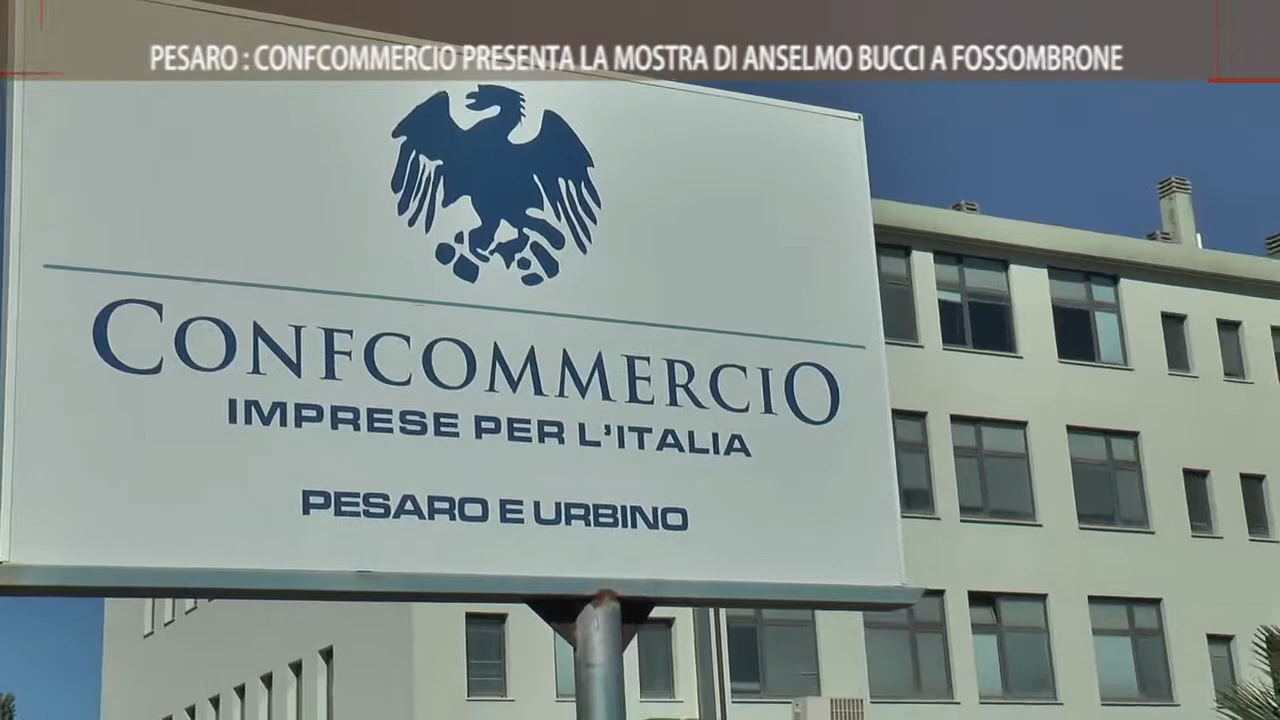 PESARO : CONFCOMMERCIO PRESENTA LA MOSTRA DI ANSELMO BUCCI A FOSSOMBRONE
CONFCOMMERCIO
IMPRESE PER L'ITALIA
PESARO E URBINO